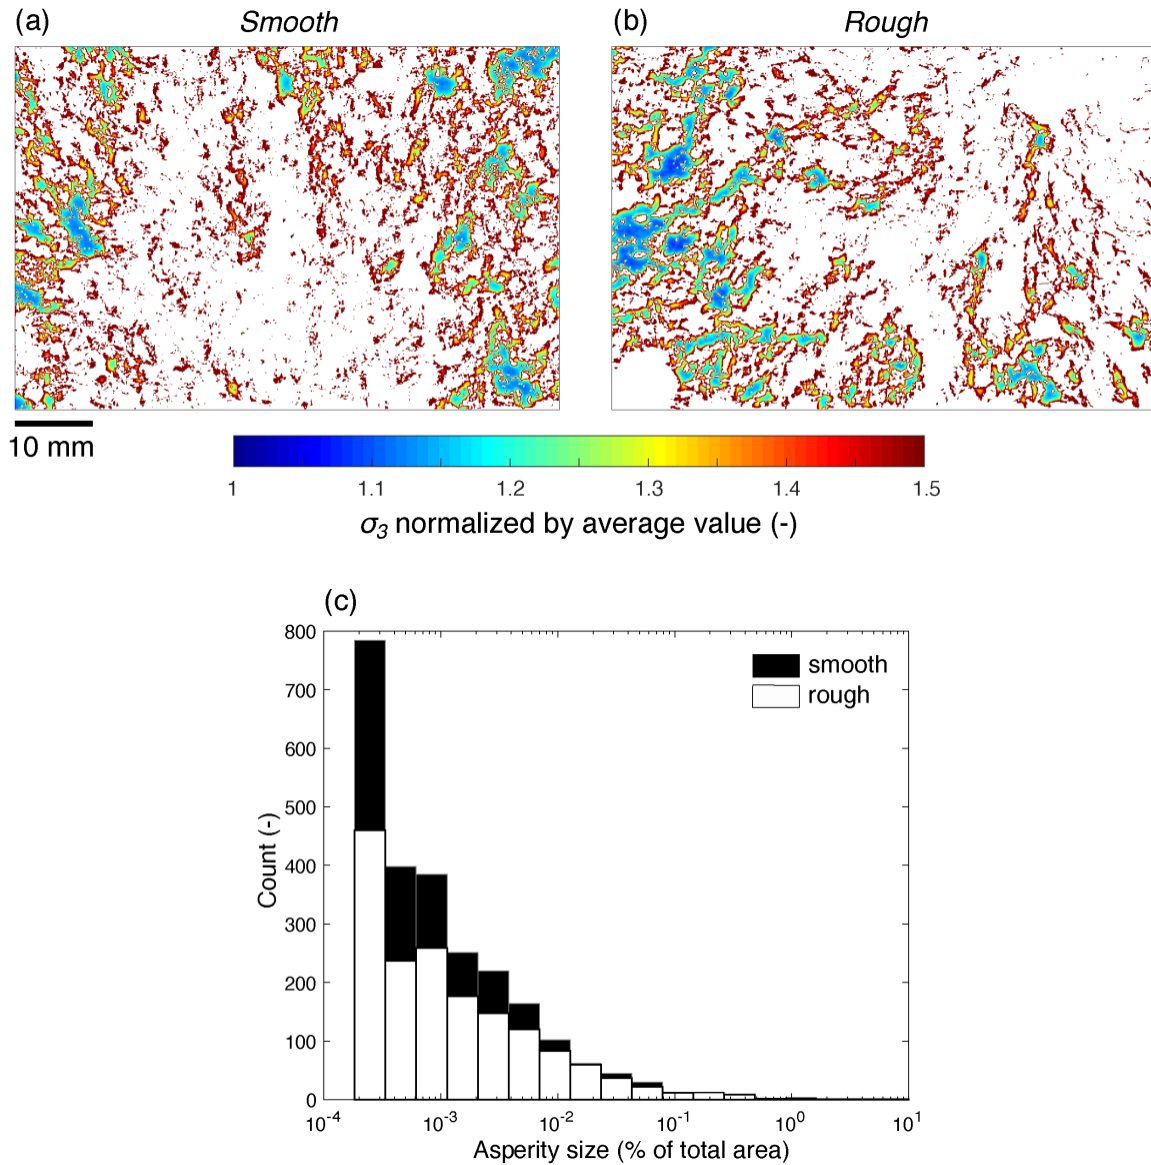 (a)
Smooth
(b)
Rough
10 mm
1
1.1
1.2
1.3
1.4
1.5
σ3 normalized by average value (-)
(c)
800
700
600
500
400
300
200
100
0
Count (-)
smooth
rough
10-4
10-3
10-2
10-1
100
101
Asperity size (% of total area)